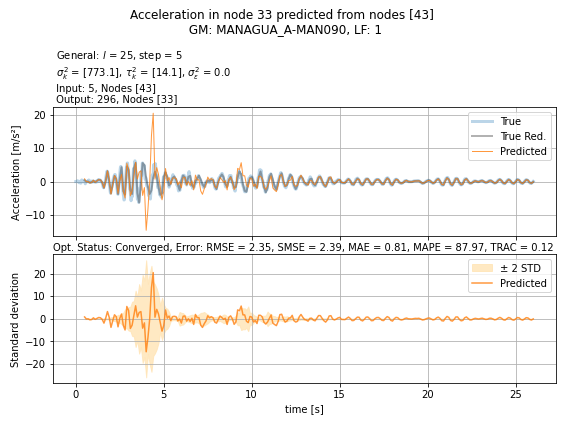 Acceleration in node 33 predicted from nodes [43]
GM: MANAGUA_A-MAN090, LF: 1
General: l = 25, step = 5
σ²ₖ = [773.1], τ²ₖ = [14.1], σ²ε = 0.0
Input: 5, Nodes [43]
Output: 296, Nodes [33]
Acceleration [m/s²]
20
10
0
−10
True
True Red.
Predicted
Opt. Status: Converged, Error: RMSE = 2.35, SMSE = 2.39, MAE = 0.81, MAPE = 87.97, TRAC = 0.12
Standard deviation
20
10
0
−10
−20
± 2 STD
Predicted
0 5 10 15 20 25
time [s]